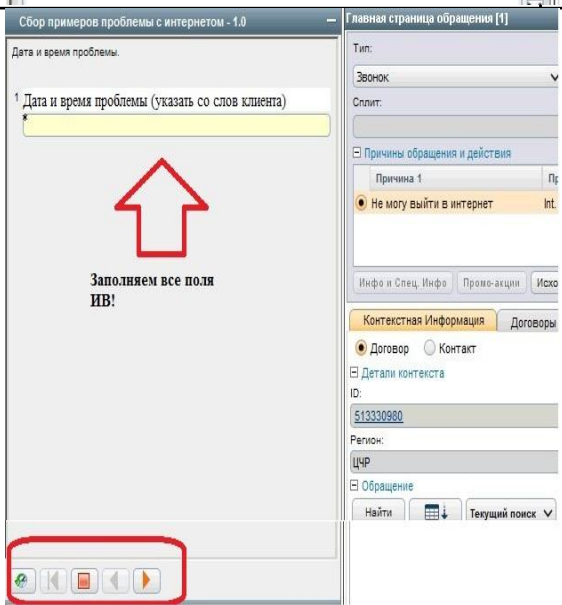 Сбор примеров проблемы с интернетом - 1.0
Дата и время проблемы.
1 Дата и время проблемы (указать со слов клиента)
*
Заполняем все поля
ИВ!
Главная страница обращения [1]
Тип:
Звонок
Сплит:
Причины обращения и действия
Причина 1
Пр
Не могу выйти в интернет
Int.
Инфо и Спец. Инфо
Промо-акции
Исхо
Контекстная Информация
Договоры
Договор
Контакт
Детали контекста
ID:
513330980
Регион:
ЦЧР
Обращение
Найти
Текущий поиск